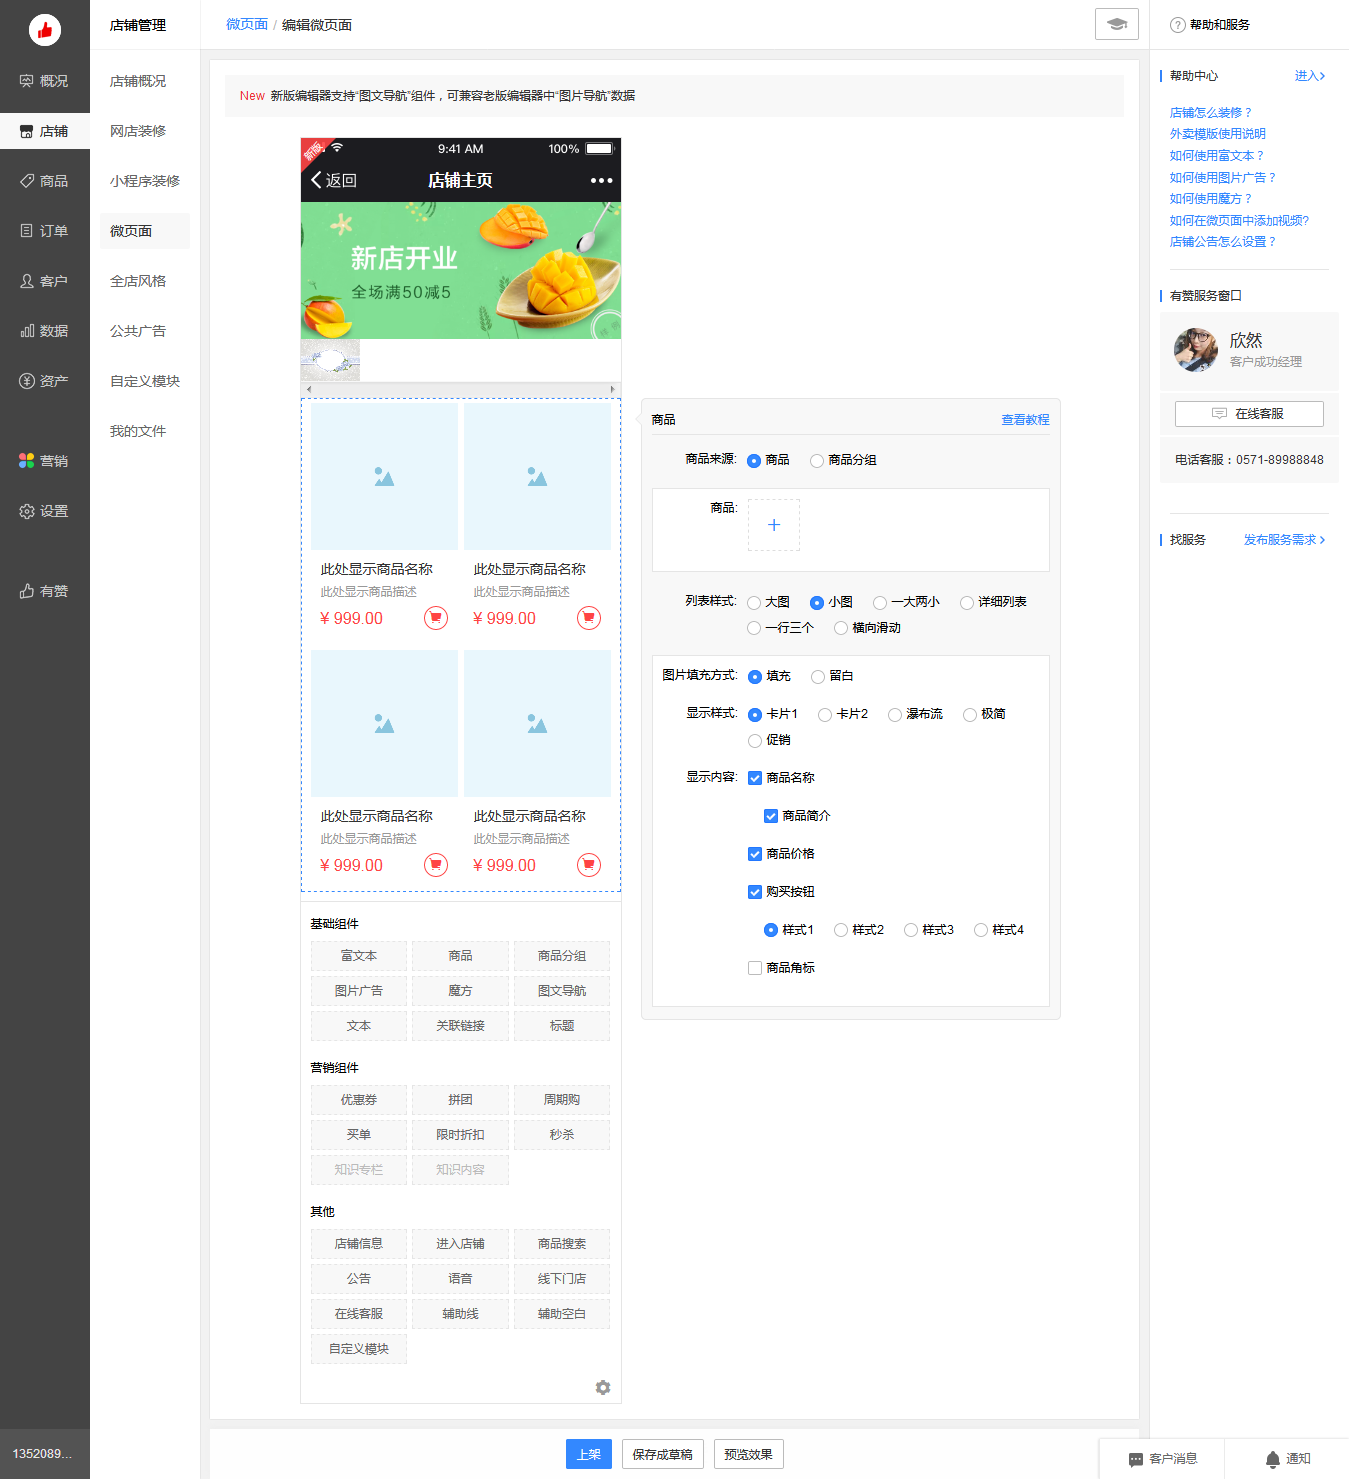 概况
店铺
商品
订单
客户
数据
资产
营销
设置
有赞
1352089...
店铺管理
店铺概况
网店装修
小程序装修
微页面
全店风格
公共广告
自定义模块
我的文件
微页面 / 编辑微页面
New 新版编辑器支持“图文导航”组件，可兼容老版编辑器中“图片导航”数据
新版
9:41 AM 100%
返回 店铺主页
新店开业
全场满50减5
此处显示商品名称 此处显示商品名称
此处显示商品描述 此处显示商品描述
¥ 999.00 ¥ 999.00
此处显示商品名称 此处显示商品名称
此处显示商品描述 此处显示商品描述
¥ 999.00 ¥ 999.00
基础组件
富文本 商品 商品分组
图片广告 魔方 图文导航
文本 关联链接 标题
营销组件
优惠券 拼团 周期购
买单 限时折扣 秒杀
知识专栏 知识内容
其他
店铺信息 进入店铺 商品搜索
公告 语音 线下门店
在线客服 辅助线 辅助空白
自定义模块
商品 查看教程
商品来源: 商品 商品分组
商品: +
列表样式: 大图 小图 一大两小 详细列表
一行三个 横向滑动
图片填充方式: 填充 留白
显示样式: 卡片1 卡片2 瀑布流 极简
促销
显示内容: 商品名称
商品简介
商品价格
购买按钮
样式1 样式2 样式3 样式4
商品角标
上架 保存成草稿 预览效果
? 帮助和服务
帮助中心 进入
店铺怎么装修？
外卖模版使用说明
如何使用富文本？
如何使用图片广告？
如何使用魔方？
如何在微页面中添加视频?
店铺公告怎么设置？
有赞服务窗口
欣然
客户成功经理
在线客服
电话客服：0571-89988848
找服务 发布服务需求
客户消息 通知